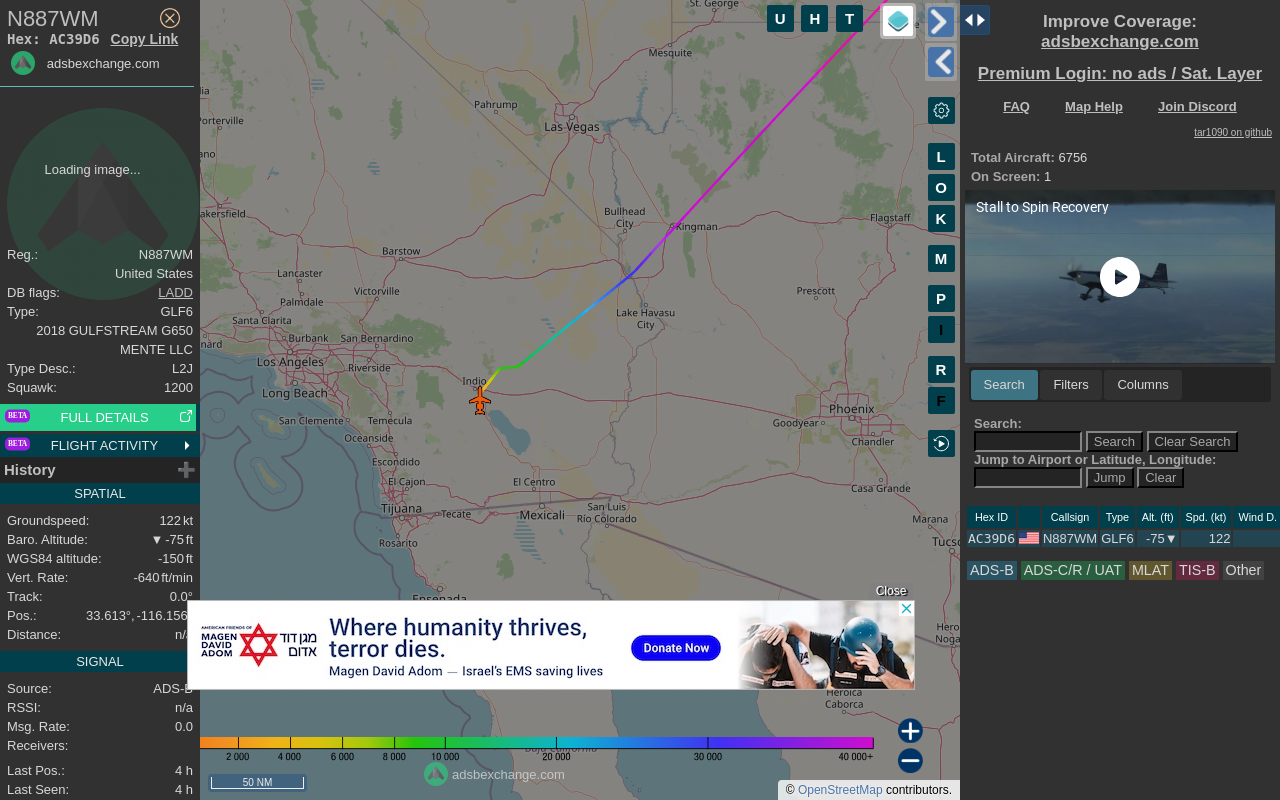 N887WM
Hex: AC39D6 Copy Link
adsbexchange.com
Loading image...
Reg.: N887WM
United States
DB flags: LADD
Type: GLF6
2018 GULFSTREAM G650
MENTE LLC
Type Desc.: L2J
Squawk: 1200
BETA FULL DETAILS
BETA FLIGHT ACTIVITY
History
SPATIAL
Groundspeed: 122 kt
Baro. Altitude: ▼ -75 ft
WGS84 altitude: -150 ft
Vert. Rate: -640 ft/min
Track: 0.0°
Pos.: 33.613°, -116.156
Distance: n/a
SIGNAL
Source: ADS-B
RSSI: n/a
Msg. Rate: 0.0
Receivers:
Last Pos.: 4 h
Last Seen: 4 h
U H T
L
O
K
M
P
I
R
F
St. George
Mesquite
Pahrump
Las Vegas
Porterville
Bullhead
City
Kingman
Flagstaff
Barstow
Lancaster
Victorville
Palmdale
Prescott
Lake Havasu
City
Santa Clarita
Burbank
San Bernardino
Los Angeles
Riverside
Long Beach
Indio
San Clemente
Temecula
Oceanside
Escondido
El Cajon
El Centro
Phoenix
Goodyear
Chandler
Casa Grande
Tijuana
Tecate
Mexicali
San Luis
Río Colorado
Marana
Rosarito
Ensenada
Heroica
Caborca
Baja California
Close
AMERICAN FRIENDS OF
MAGEN
DAVID
ADOM
מגן דוד
אדום
Where humanity thrives,
terror dies.
Magen David Adom — Israel's EMS saving lives
Donate Now
2 000 4 000 6 000 8 000 10 000 20 000 30 000 40 000+
50 NM
adsbexchange.com
© OpenStreetMap contributors.
Improve Coverage:
adsbexchange.com
Premium Login: no ads / Sat. Layer
FAQ Map Help Join Discord
tar1090 on github
Total Aircraft: 6756
On Screen: 1
Stall to Spin Recovery
Search Filters Columns
Search:
Search Clear Search
Jump to Airport or Latitude, Longitude:
Jump Clear
Hex ID Callsign Type Alt. (ft) Spd. (kt) Wind D.
AC39D6 N887WM GLF6 -75▼ 122
ADS-B ADS-C/R / UAT MLAT TIS-B Other